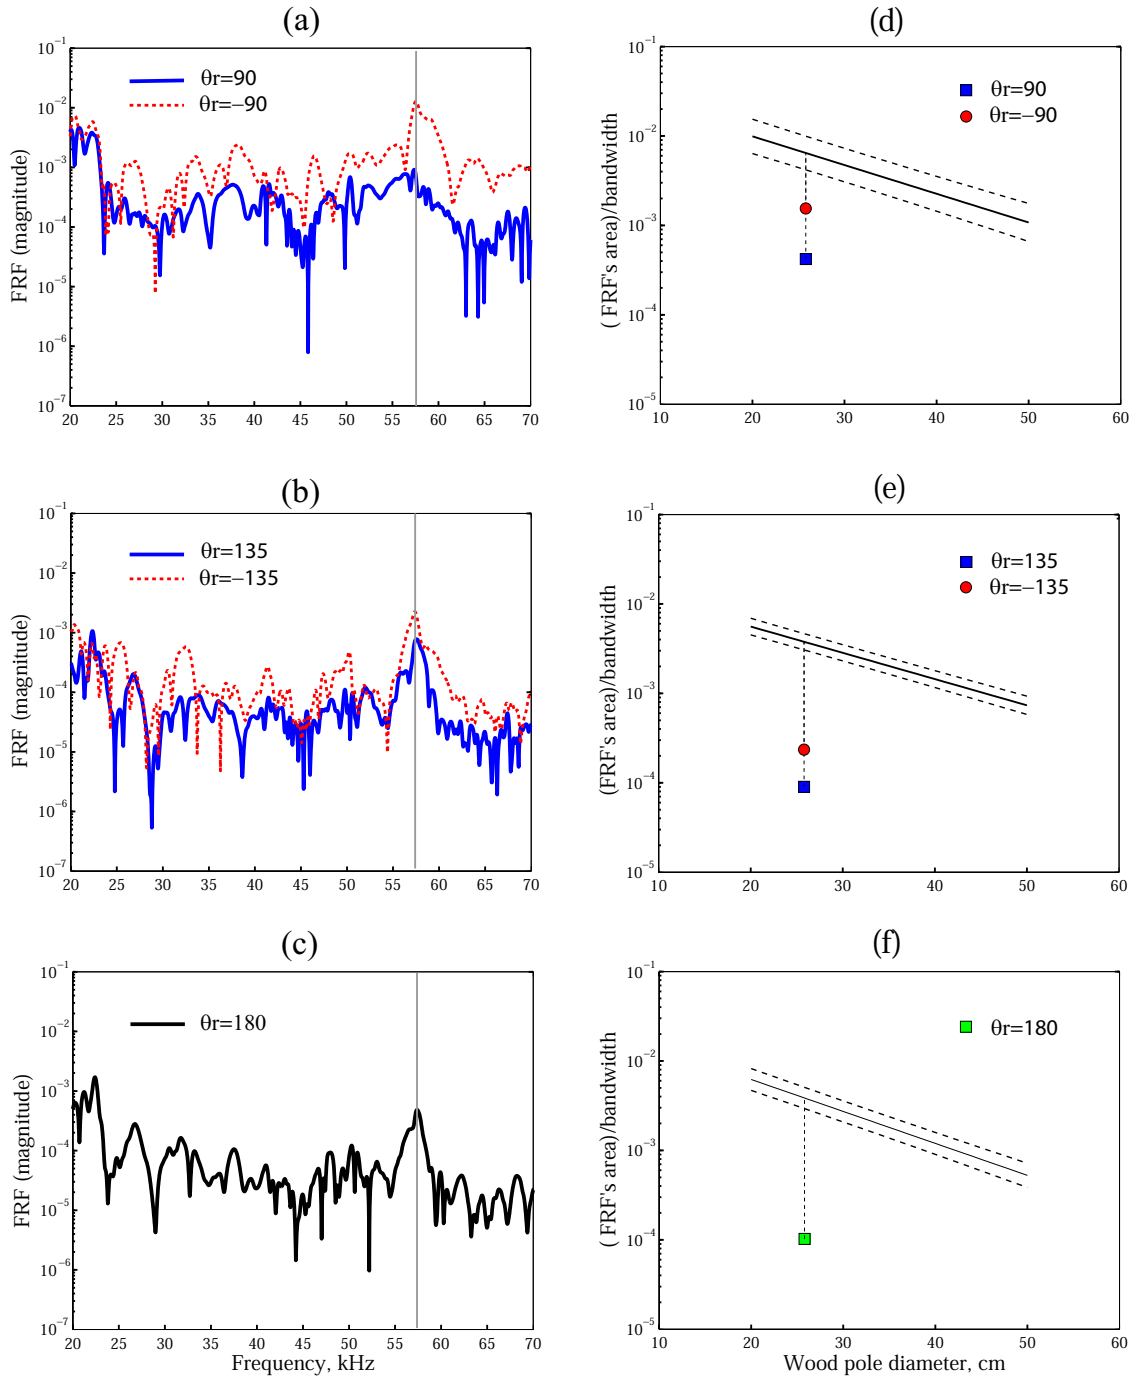 (a)
FRF (magnitude)
10⁻¹
10⁻²
10⁻³
10⁻⁴
10⁻⁵
10⁻⁶
10⁻⁷
θr=90
θr=−90
20 25 30 35 40 45 50 55 60 65 70
(d)
( FRF's area)/bandwidth
10⁻¹
10⁻²
10⁻³
10⁻⁴
10⁻⁵
θr=90
θr=−90
10 20 30 40 50 60
(b)
FRF (magnitude)
10⁻¹
10⁻²
10⁻³
10⁻⁴
10⁻⁵
10⁻⁶
10⁻⁷
θr=135
θr=−135
20 25 30 35 40 45 50 55 60 65 70
(e)
(FRF's area)/bandwidth
10⁻¹
10⁻²
10⁻³
10⁻⁴
10⁻⁵
θr=135
θr=−135
10 20 30 40 50 60
(c)
FRF (magnitude)
10⁻¹
10⁻²
10⁻³
10⁻⁴
10⁻⁵
10⁻⁶
10⁻⁷
θr=180
20 25 30 35 40 45 50 55 60 65 70
Frequency, kHz
(f)
( FRF's area)/bandwidth
10⁻¹
10⁻²
10⁻³
10⁻⁴
10⁻⁵
θr=180
10 20 30 40 50 60
Wood pole diameter, cm